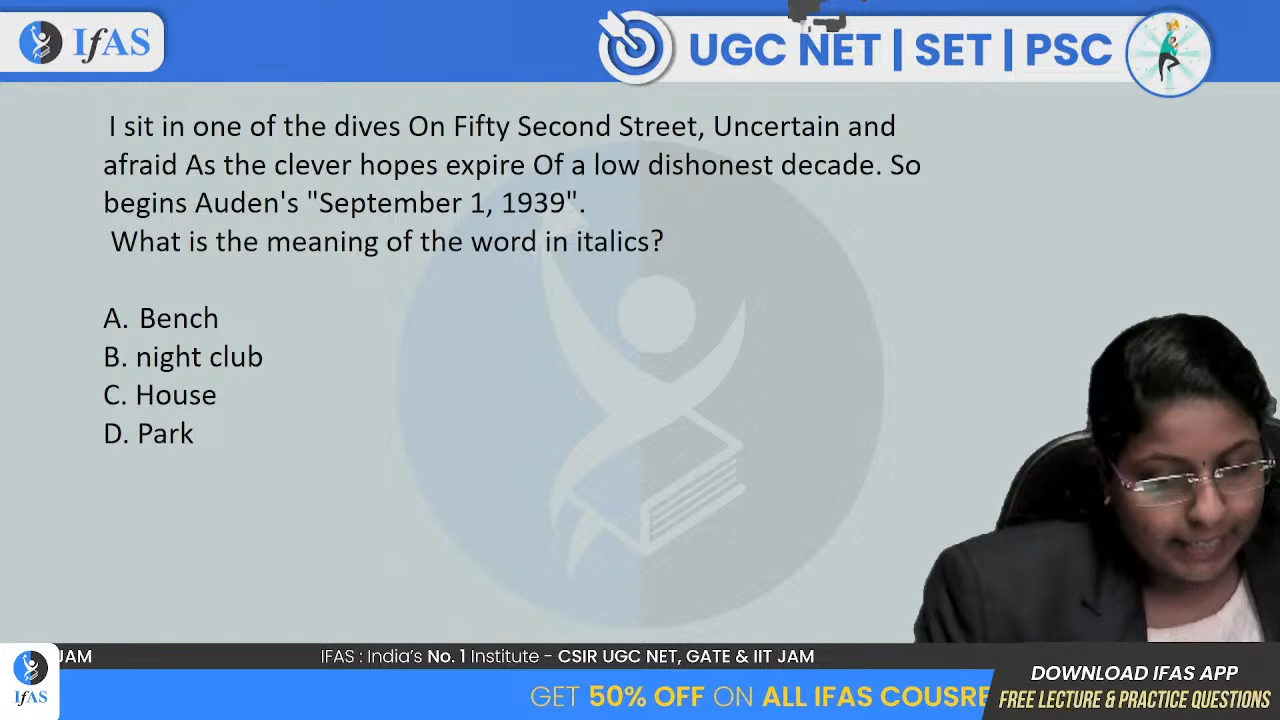 IfAS
UGC NET | SET | PSC
I sit in one of the dives On Fifty Second Street, Uncertain and
afraid As the clever hopes expire Of a low dishonest decade. So
begins Auden's "September 1, 1939".
What is the meaning of the word in italics?
A. Bench
B. night club
C. House
D. Park
JAM
IFAS : India's No. 1 Institute - CSIR UGC NET, GATE & IIT JAM
IfAS
GET 50% OFF ON ALL IFAS COUSRE
DOWNLOAD IFAS APP
FREE LECTURE & PRACTICE QUESTIONS